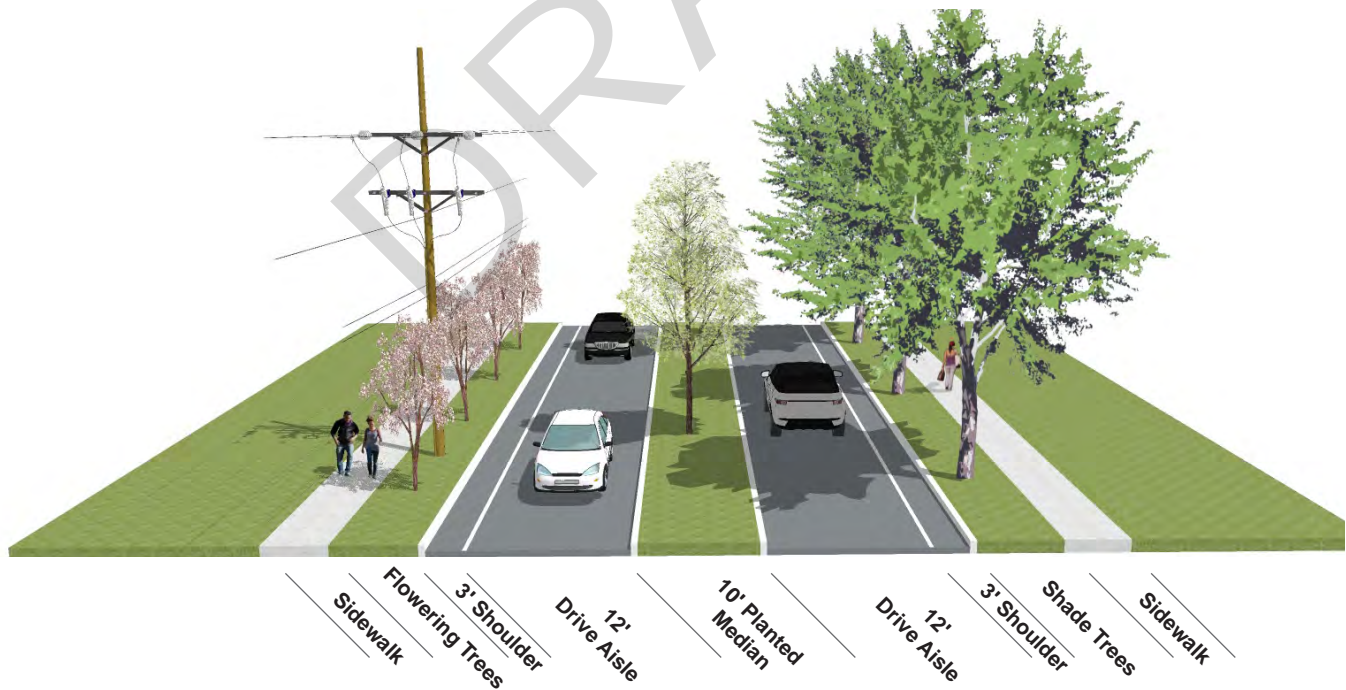 DRA
Sidewalk
Flowering Trees
3' Shoulder
12'
Drive Aisle
10' Planted
Median
12'
Drive Aisle
3' Shoulder
Shade Trees
Sidewalk